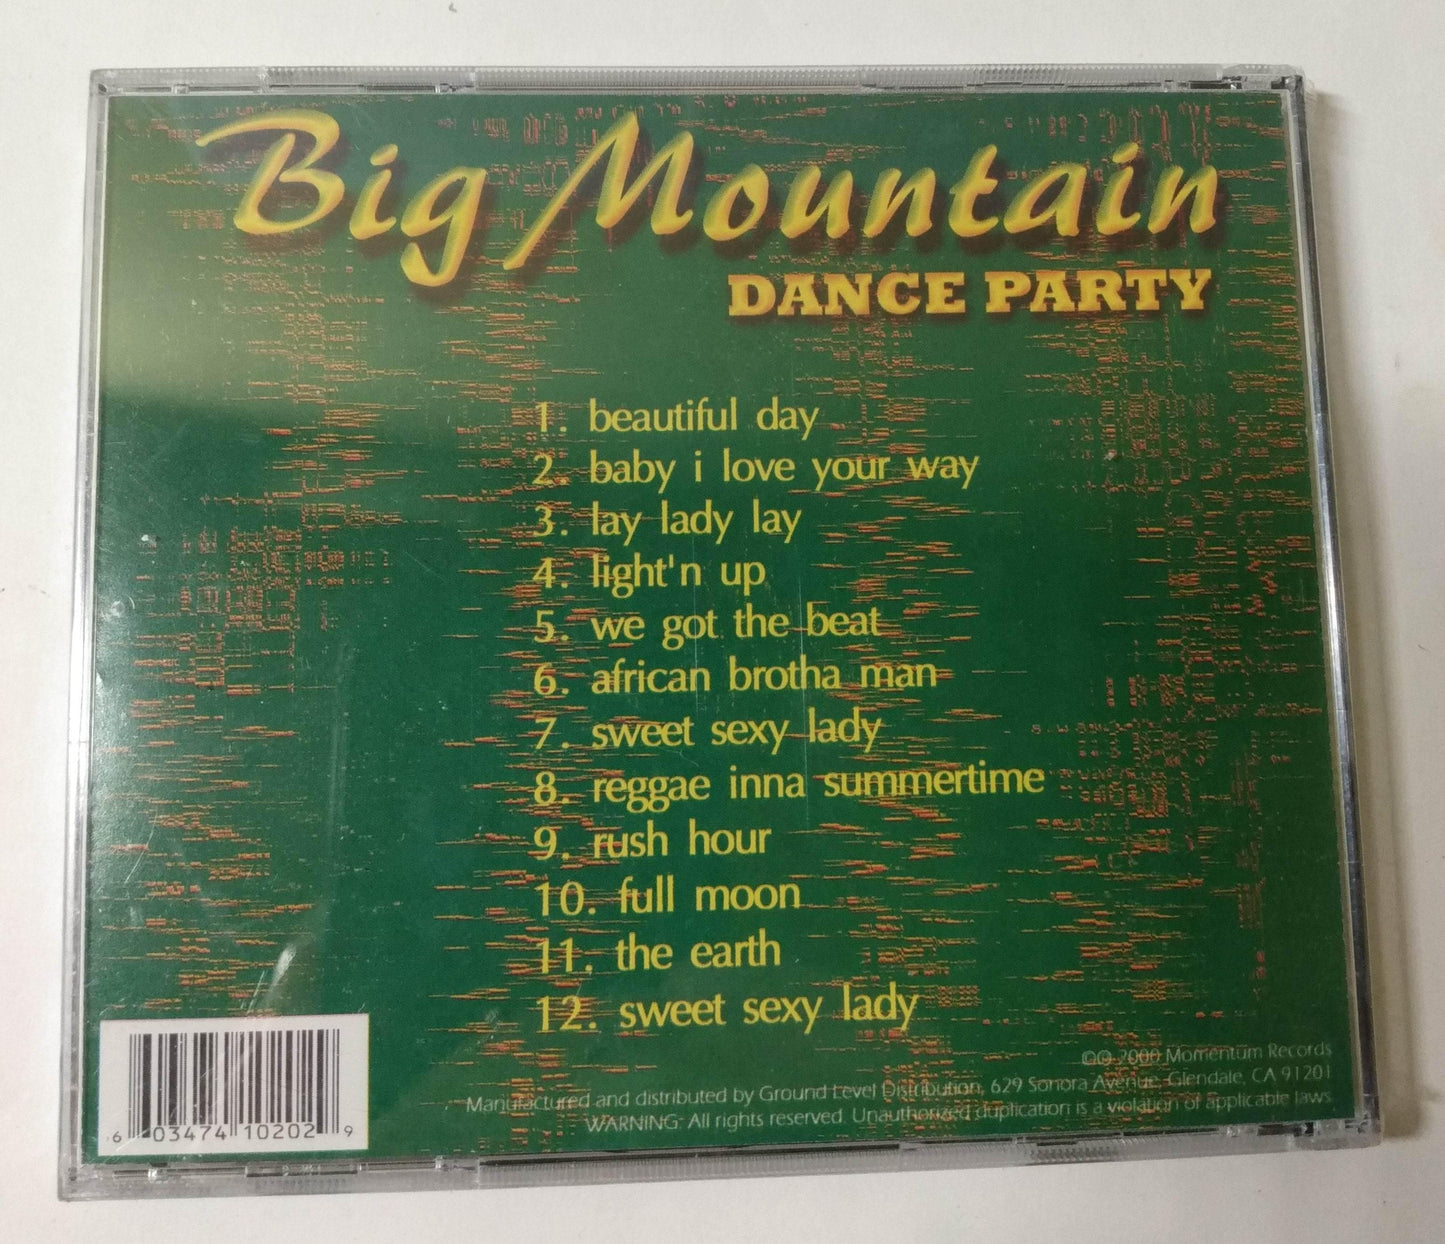 Big Mountain
DANCE PARTY
1. beautiful day
2. baby i love your way
3. lay lady lay
4. light'n up
5. we got the beat
6. african brotha man
7. sweet sexy lady
8. reggae inna summertime
9. rush hour
10. full moon
11. the earth
12. sweet sexy lady
©℗ 2000 Momentum Records
Manufactured and distributed by Ground Level Distribution, 629 Sonora Avenue, Glendale, CA 91201
WARNING: All rights reserved. Unauthorized duplication is a violation of applicable laws
6 03474 10202 9